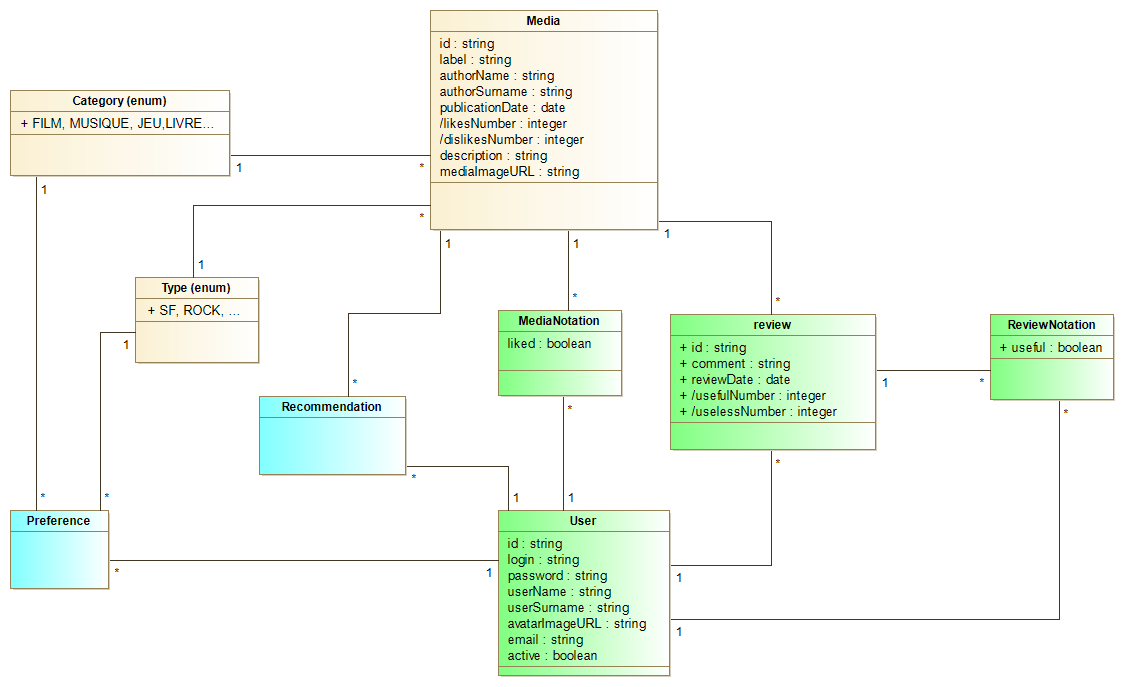 Media
id : string
label : string
authorName : string
authorSurname : string
publicationDate : date
/likesNumber : integer
/dislikesNumber : integer
description : string
mediaImageURL : string
Category (enum)
+ FILM, MUSIQUE, JEU,LIVRE...
1
*
1
*
1
1
1
1
Type (enum)
+ SF, ROCK, ...
1
*
*
MediaNotation
liked : boolean
review
+ id : string
+ comment : string
+ reviewDate : date
+ /usefulNumber : integer
+ /uselessNumber : integer
ReviewNotation
+ useful : boolean
1
*
*
Recommendation
*
*
*
*
1
1
*
*
Preference
*
1
User
id : string
login : string
password : string
userName : string
userSurname : string
avatarImageURL : string
email : string
active : boolean
1
1